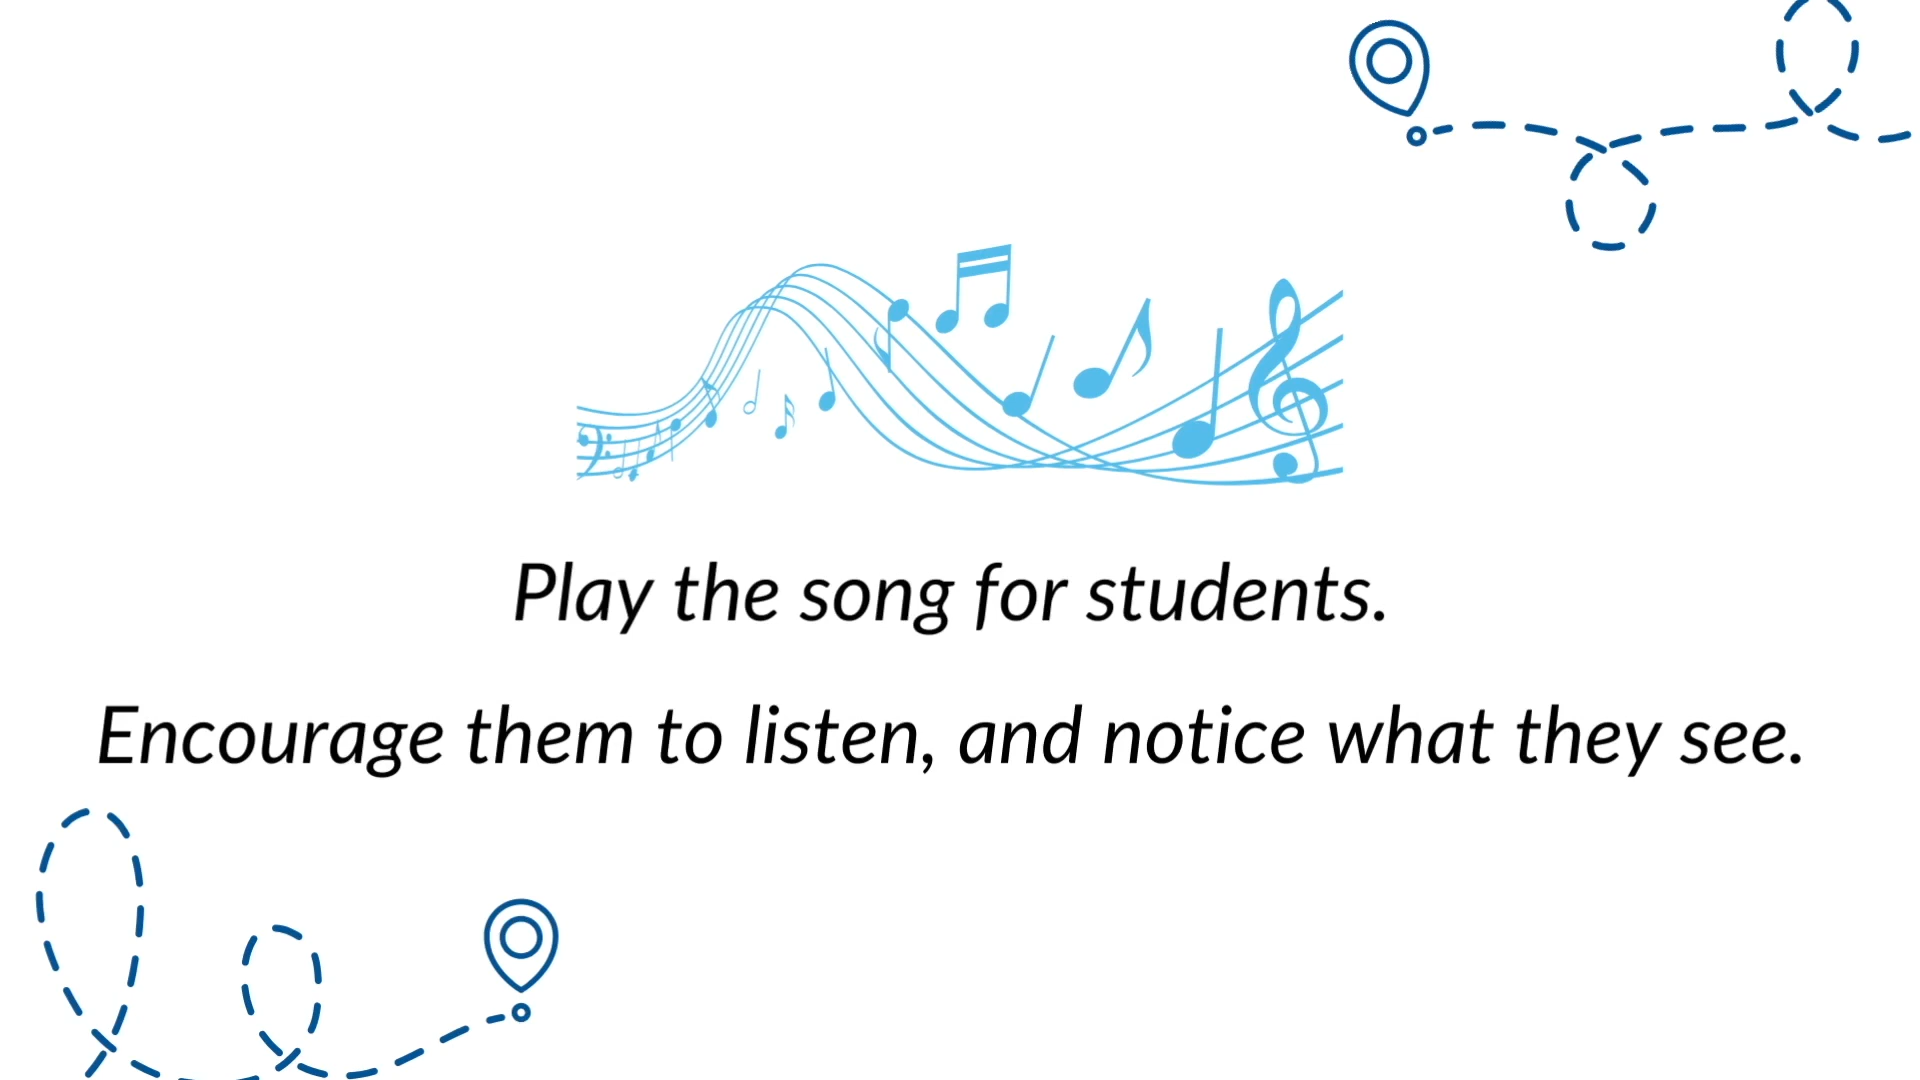 Play the song for students.
Encourage them to listen, and notice what they see.